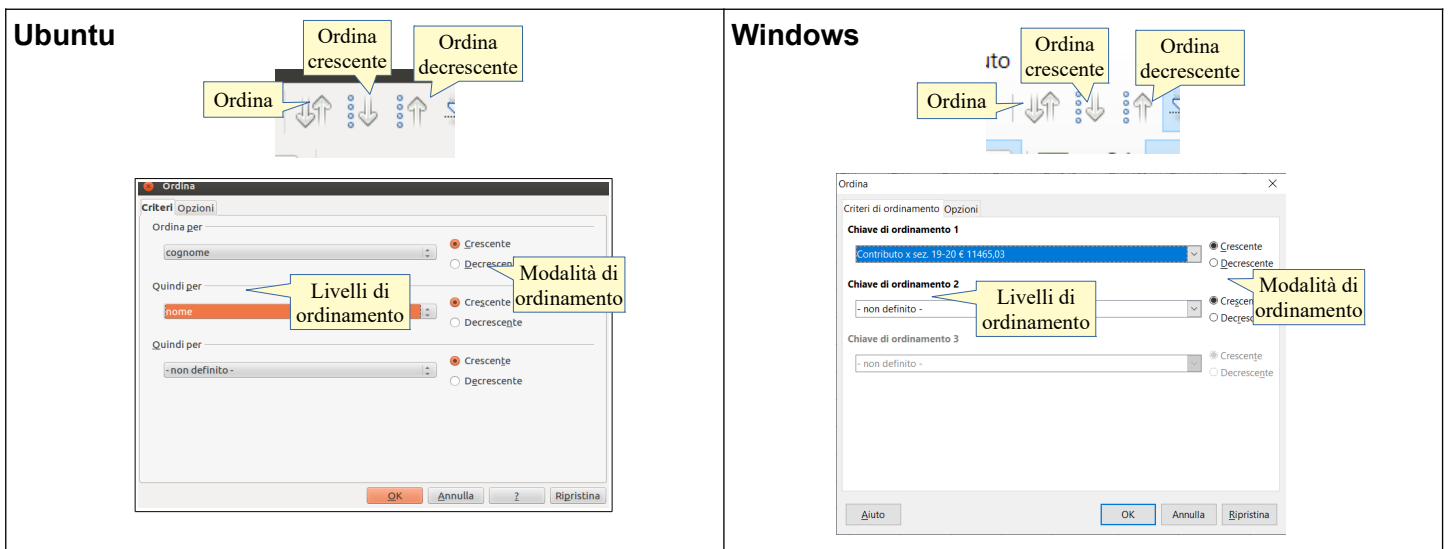 Ubuntu
Ordina
crescente
Ordina
decrescente
Ordina
Ordina
Criteri Opzioni
Ordina per
cognome
Crescente
Decrescen
Modalità di
ordinamento
Quindi per
Livelli di
ordinamento
nome
Crescente
Decrescente
Quindi per
- non definito -
Crescente
Decrescente
OK Annulla ? Ripristina
Windows
Ordina
crescente
Ordina
decrescente
Ordina
Ordina
Criteri di ordinamento Opzioni
Chiave di ordinamento 1
Contributo x sez. 19-20 € 11465,03
Crescente
Decrescente
Modalità di
ordinamento
Chiave di ordinamento 2
Livelli di
ordinamento
- non definito -
Crescen
Decresc
Chiave di ordinamento 3
- non definito -
Crescente
Decrescente
Aiuto OK Annulla Ripristina